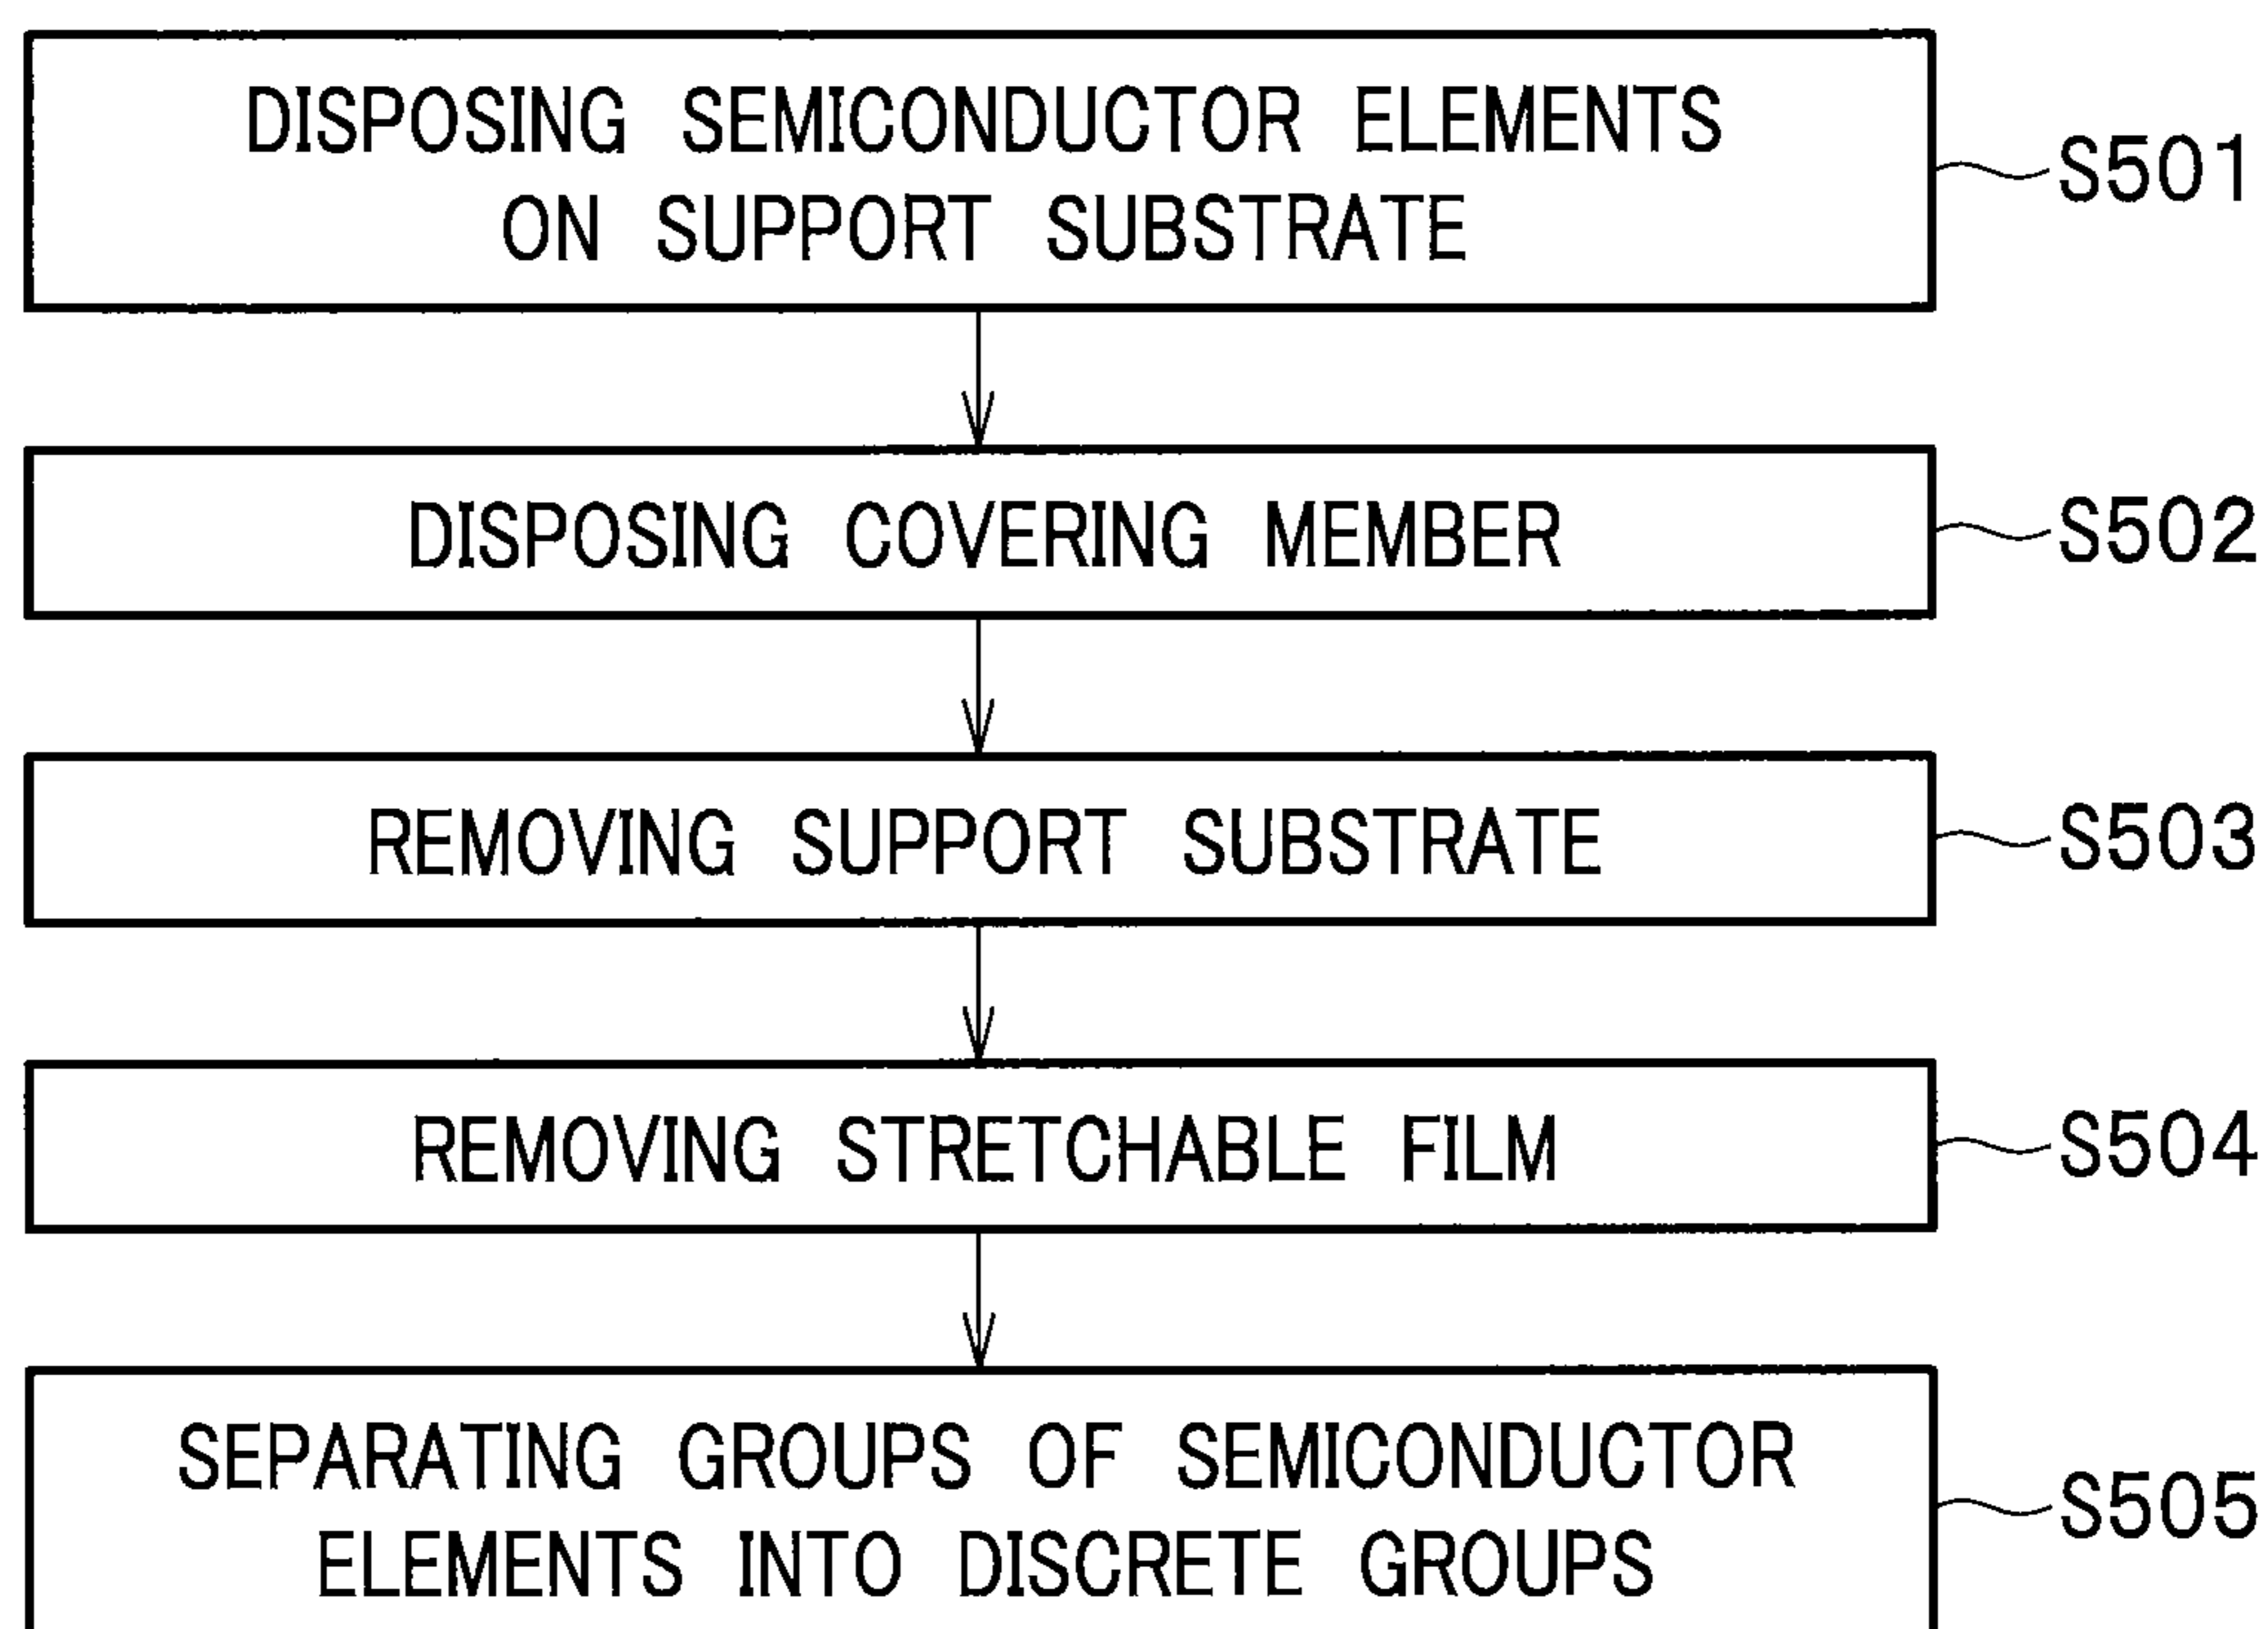 DISPOSING SEMICONDUCTOR ELEMENTS
ON SUPPORT SUBSTRATE
S501
DISPOSING COVERING MEMBER
S502
REMOVING SUPPORT SUBSTRATE
S503
REMOVING STRETCHABLE FILM
S504
SEPARATING GROUPS OF SEMICONDUCTOR
ELEMENTS INTO DISCRETE GROUPS
S505